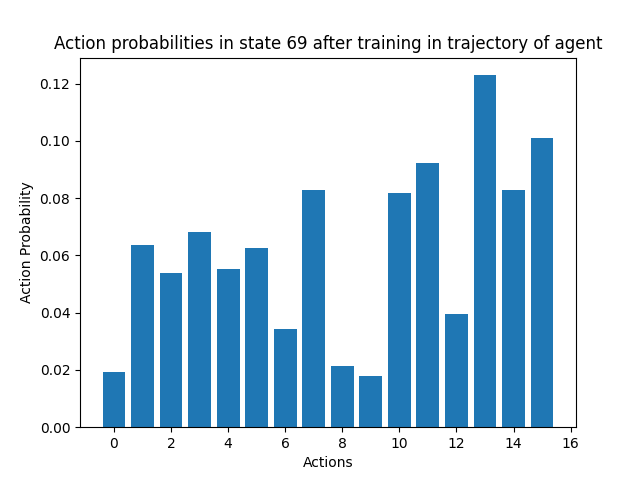 Action probabilities in state 69 after training in trajectory of agent
0.12
0.10
0.08
0.06
0.04
0.02
0.00
Action Probability
0 2 4 6 8 10 12 14 16
Actions